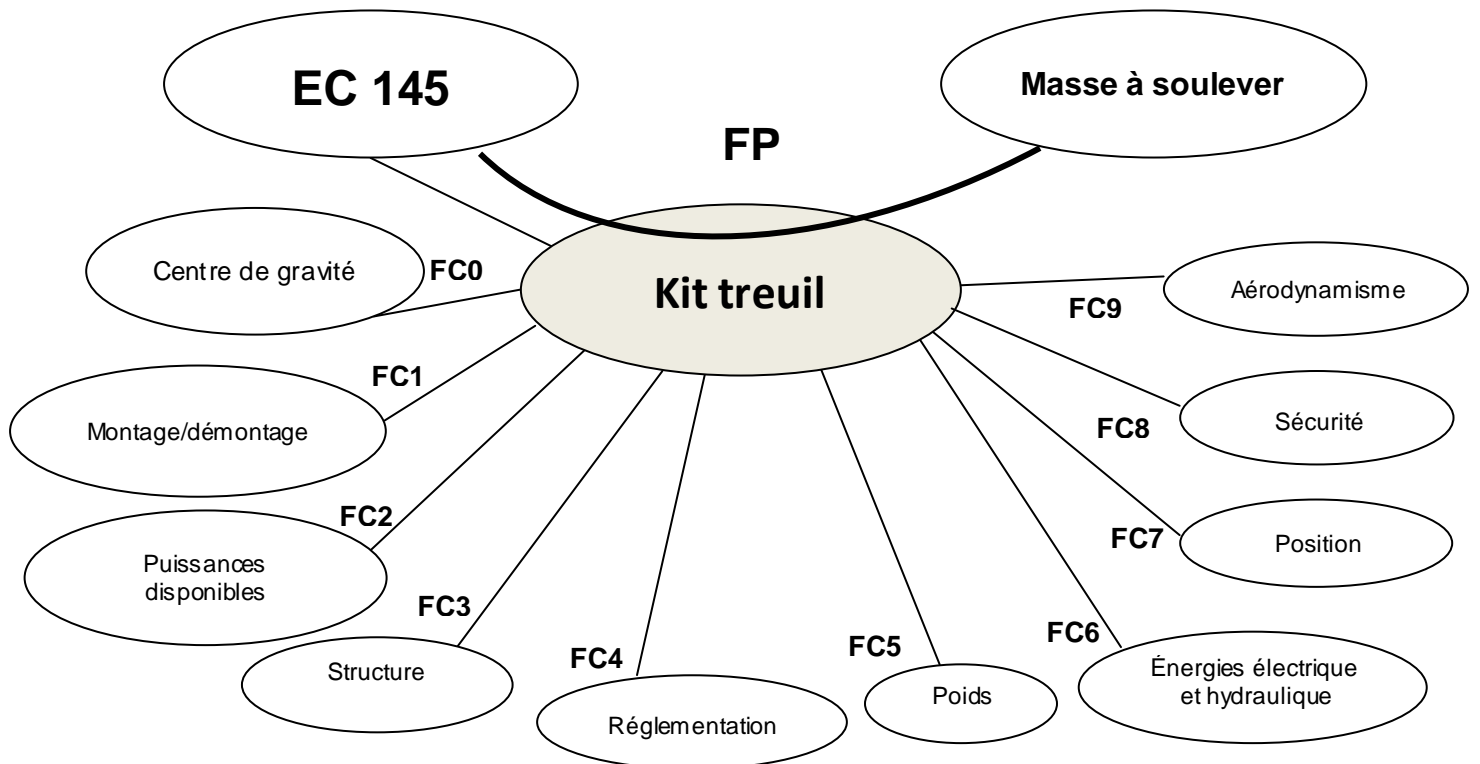 EC 145
Masse à soulever
FP
Centre de gravité
FC0
Kit treuil
Aérodynamisme
FC9
FC1
Montage/démontage
FC8
Sécurité
FC2
Puissances
disponibles
FC7
Position
FC3
Structure
FC4
Réglementation
FC5
Poids
FC6
Énergies électrique
et hydraulique